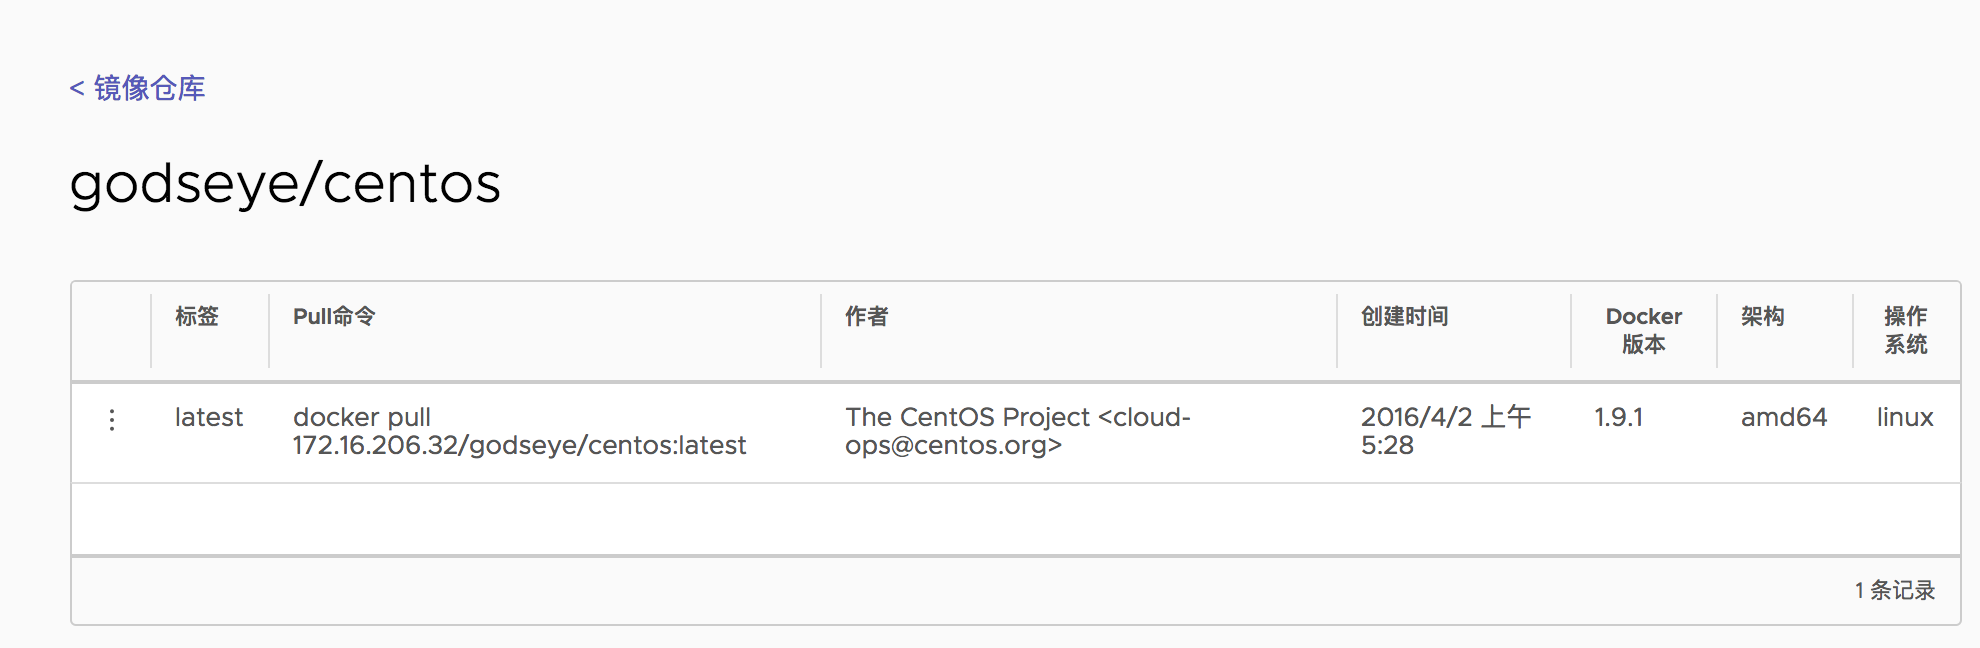 < 镜像仓库
godseye/centos
标签 Pull命令 作者 创建时间 Docker 版本 架构 操作 系统
latest docker pull 172.16.206.32/godseye/centos:latest The CentOS Project <cloud-ops@centos.org> 2016/4/2 上午 5:28 1.9.1 amd64 linux
1 条记录